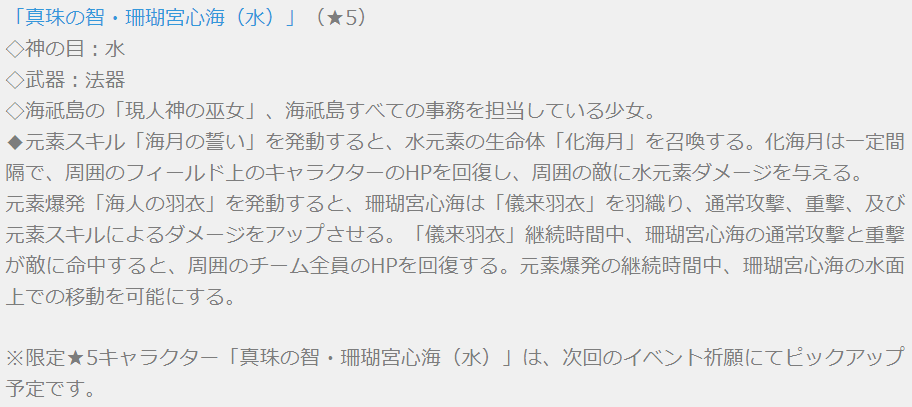 「真珠の智・珊瑚宮心海（水）」（★5）
◇神の目：水
◇武器：法器
◇海祇島の「現人神の巫女」、海祇島すべての事務を担当している少女。
◆元素スキル「海月の誓い」を発動すると、水元素の生命体「化海月」を召喚する。化海月は一定間
隔で、周囲のフィールド上のキャラクターのHPを回復し、周囲の敵に水元素ダメージを与える。
元素爆発「海人の羽衣」を発動すると、珊瑚宮心海は「儀来羽衣」を羽織り、通常攻撃、重撃、及び
元素スキルによるダメージをアップさせる。「儀来羽衣」継続時間中、珊瑚宮心海の通常攻撃と重撃
が敵に命中すると、周囲のチーム全員のHPを回復する。元素爆発の継続時間中、珊瑚宮心海の水面
上での移動を可能にする。
※限定★5キャラクター「真珠の智・珊瑚宮心海（水）」は、次回のイベント祈願にてピックアップ
予定です。